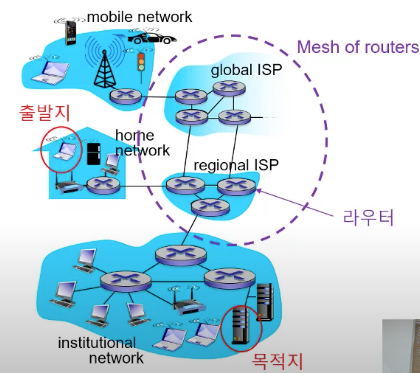 mobile network
Mesh of routers
global ISP
출발지
home
network
regional ISP
라우터
institutional
network
목적지